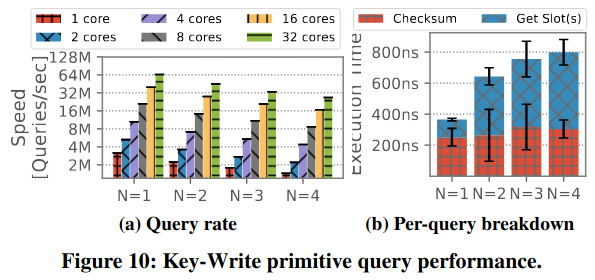 1 core
4 cores
16 cores
2 cores
8 cores
32 cores
Speed
[Queries/sec]
128M
64M
32M
16M
8M
4M
2M
N=1
N=2
N=3
N=4
(a) Query rate
Checksum
Get Slot(s)
Execution Time
800ns
600ns
400ns
200ns
N=1
N=2
N=3
N=4
(b) Per-query breakdown
Figure 10: Key-Write primitive query performance.